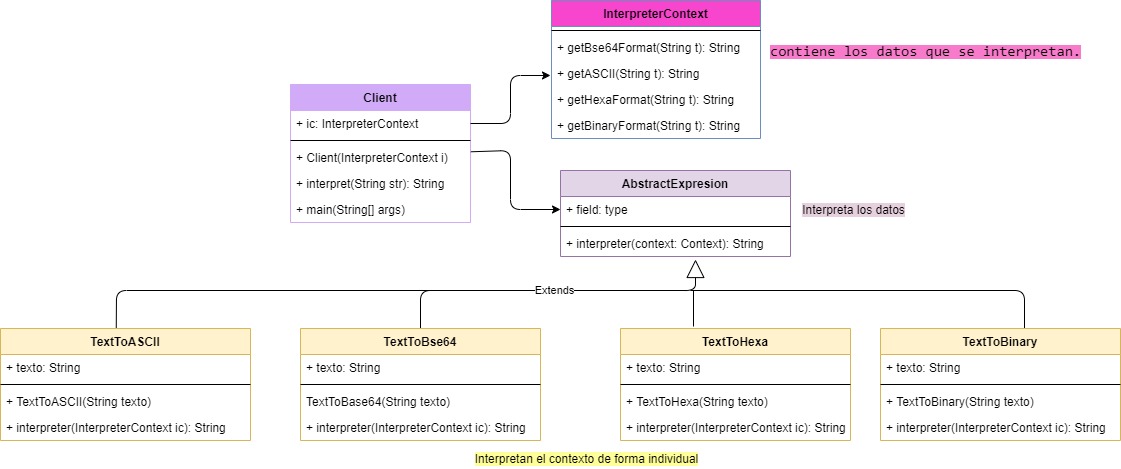 InterpreterContext
+ getBse64Format(String t): String
+ getASCII(String t): String
+ getHexaFormat(String t): String
+ getBinaryFormat(String t): String
contiene los datos que se interpretan.
Client
+ ic: InterpreterContext
+ Client(InterpreterContext i)
+ interpret(String str): String
+ main(String[] args)
AbstractExpresion
+ field: type
+ interpreter(context: Context): String
Interpreta los datos
Extends
TextToASCII
+ texto: String
+ TextToASCII(String texto)
+ interpreter(InterpreterContext ic): String
TextToBse64
+ texto: String
TextToBase64(String texto)
+ interpreter(InterpreterContext ic): String
TextToHexa
+ texto: String
+ TextToHexa(String texto)
+ interpreter(InterpreterContext ic): String
TextToBinary
+ texto: String
+ TextToBinary(String texto)
+ interpreter(InterpreterContext ic): String
Interpretan el contexto de forma individual